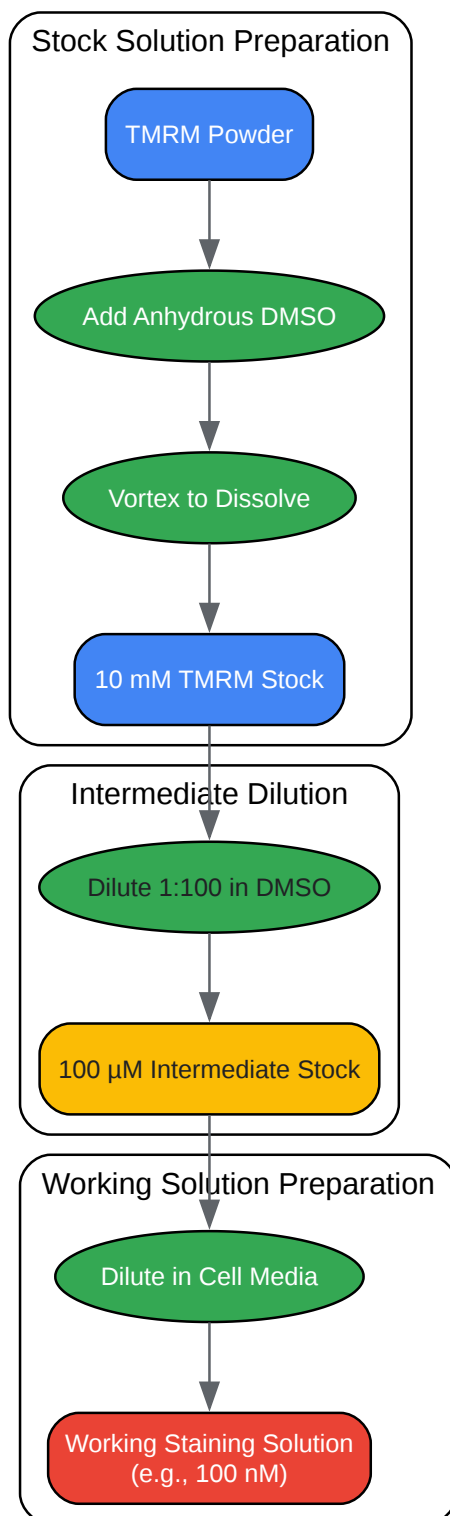 Stock Solution Preparation
TMRM Powder
Add Anhydrous DMSO
Vortex to Dissolve
10 mM TMRM Stock
Intermediate Dilution
Dilute 1:100 in DMSO
100 µM Intermediate Stock
Working Solution Preparation
Dilute in Cell Media
Working Staining Solution
(e.g., 100 nM)